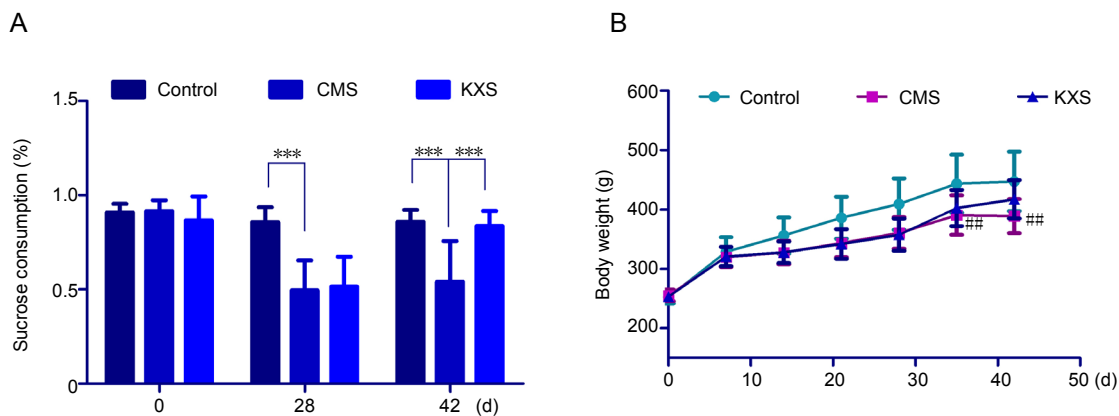 A
Control CMS KXS
Sucrose consumption (%)
1.5
1.0
0.5
0
***
*** ***
0 28 42 (d)
B
Control CMS KXS
Body weight (g)
600
500
400
300
200
##
##
0 10 20 30 40 50 (d)